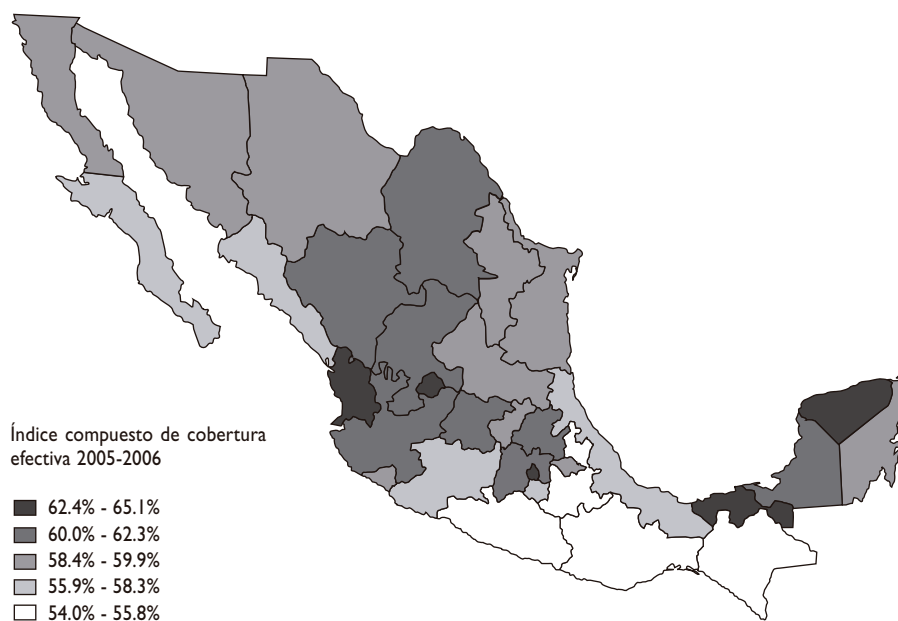 Índice compuesto de cobertura
efectiva 2005-2006
62.4% - 65.1%
60.0% - 62.3%
58.4% - 59.9%
55.9% - 58.3%
54.0% - 55.8%